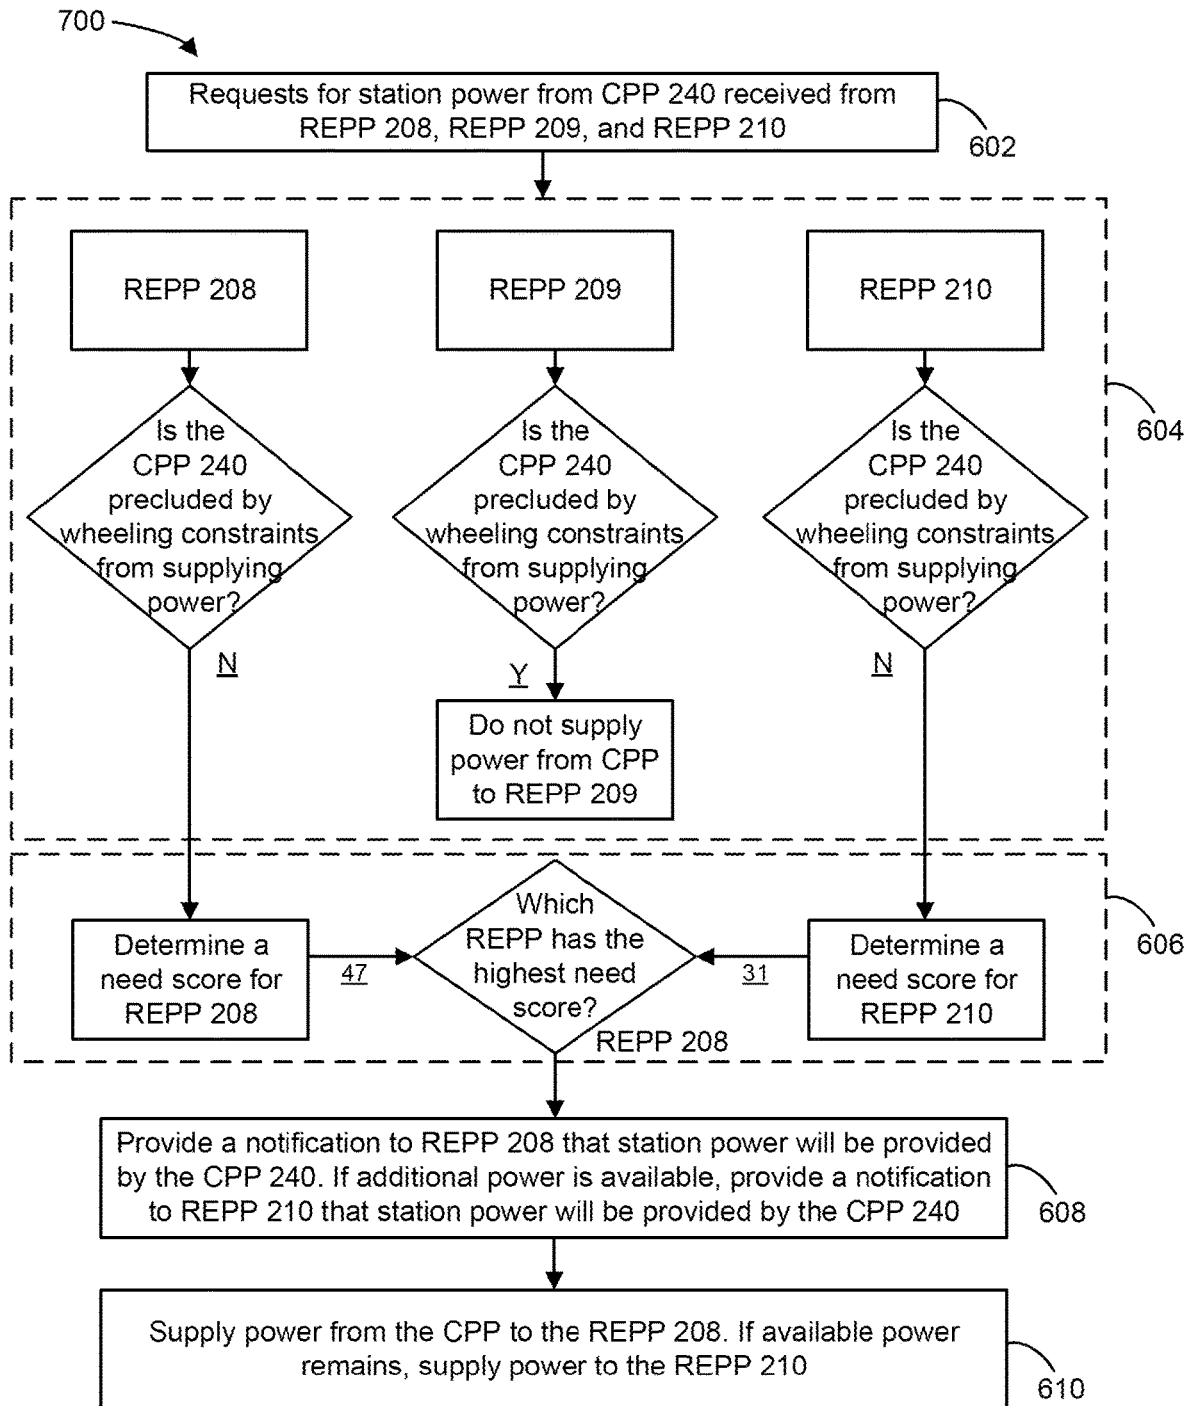 700
Requests for station power from CPP 240 received from
REPP 208, REPP 209, and REPP 210
602
REPP 208
REPP 209
REPP 210
Is the
CPP 240
precluded by
wheeling constraints
from supplying
power?
Is the
CPP 240
precluded by
wheeling constraints
from supplying
power?
Is the
CPP 240
precluded by
wheeling constraints
from supplying
power?
604
N
Y
N
Do not supply
power from CPP
to REPP 209
Determine a
need score for
REPP 208
47
Which
REPP has the
highest need
score?
REPP 208
31
Determine a
need score for
REPP 210
606
Provide a notification to REPP 208 that station power will be provided
by the CPP 240. If additional power is available, provide a notification
to REPP 210 that station power will be provided by the CPP 240
608
Supply power from the CPP to the REPP 208. If available power
remains, supply power to the REPP 210
610